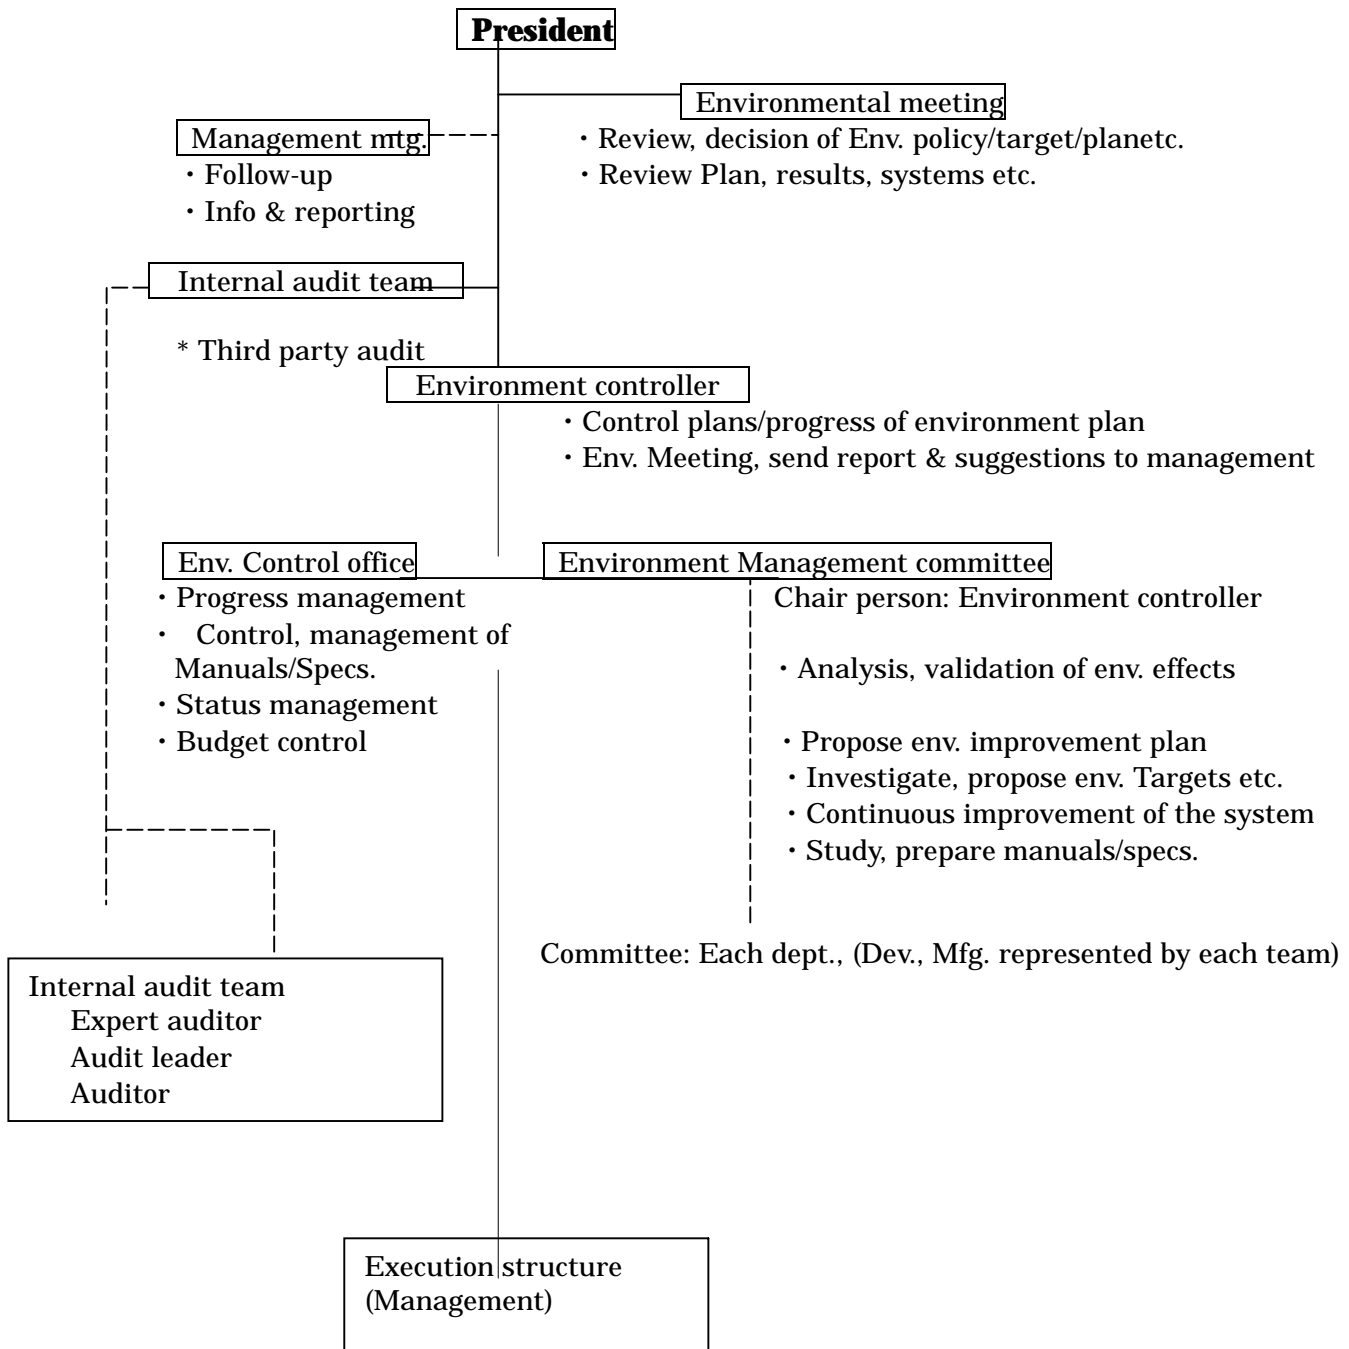 President
Environmental meeting
・Review, decision of Env. policy/target/planetc.
・Review Plan, results, systems etc.
Management mtg.
・Follow-up
・Info & reporting
Internal audit team
* Third party audit
Environment controller
・Control plans/progress of environment plan
・Env. Meeting, send report & suggestions to management
Env. Control office
・Progress management
・ Control, management of
Manuals/Specs.
・Status management
・Budget control
Environment Management committee
Chair person: Environment controller
・Analysis, validation of env. effects
・Propose env. improvement plan
・Investigate, propose env. Targets etc.
・Continuous improvement of the system
・Study, prepare manuals/specs.
Committee: Each dept., (Dev., Mfg. represented by each team)
Internal audit team
Expert auditor
Audit leader
Auditor
Execution structure
(Management)